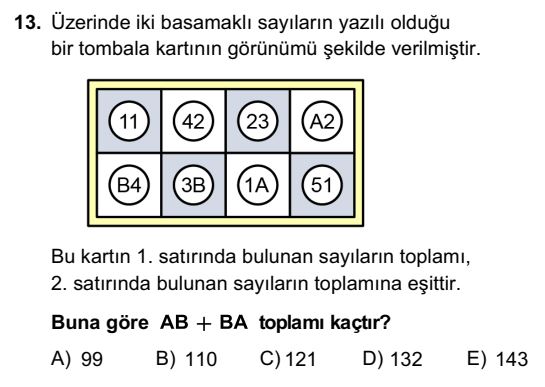 13. Üzerinde iki basamaklı sayıların yazılı olduğu
bir tombala kartının görünümü şekilde verilmiştir.
11 42 23 A2
B4 3B 1A 51
Bu kartın 1. satırında bulunan sayıların toplamı,
2. satırında bulunan sayıların toplamına eşittir.
Buna göre AB + BA toplamı kaçtır?
A) 99 B) 110 C) 121 D) 132 E) 143